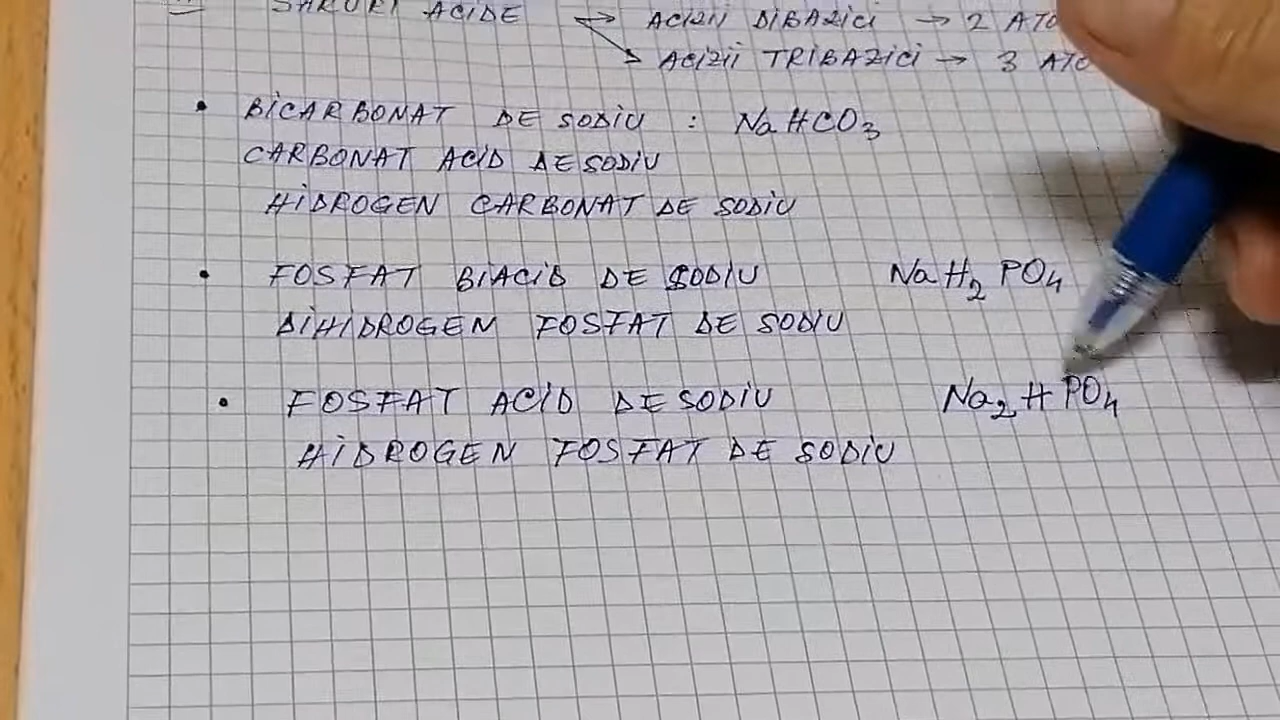 SĂRURI ACIDE → ACIZII DIBAZICI → 2 ATO
→ ACIZII TRIBAZICI → 3 ATO
• BICARBONAT DE SODIU : NaHCO3
CARBONAT ACID DE SODIU
HIDROGEN CARBONAT DE SODIU
• FOSFAT BIACID DE SODIU NaH2PO4
DIHIDROGEN FOSFAT DE SODIU
• FOSFAT ACID DE SODIU Na2HPO4
HIDROGEN FOSFAT DE SODIU